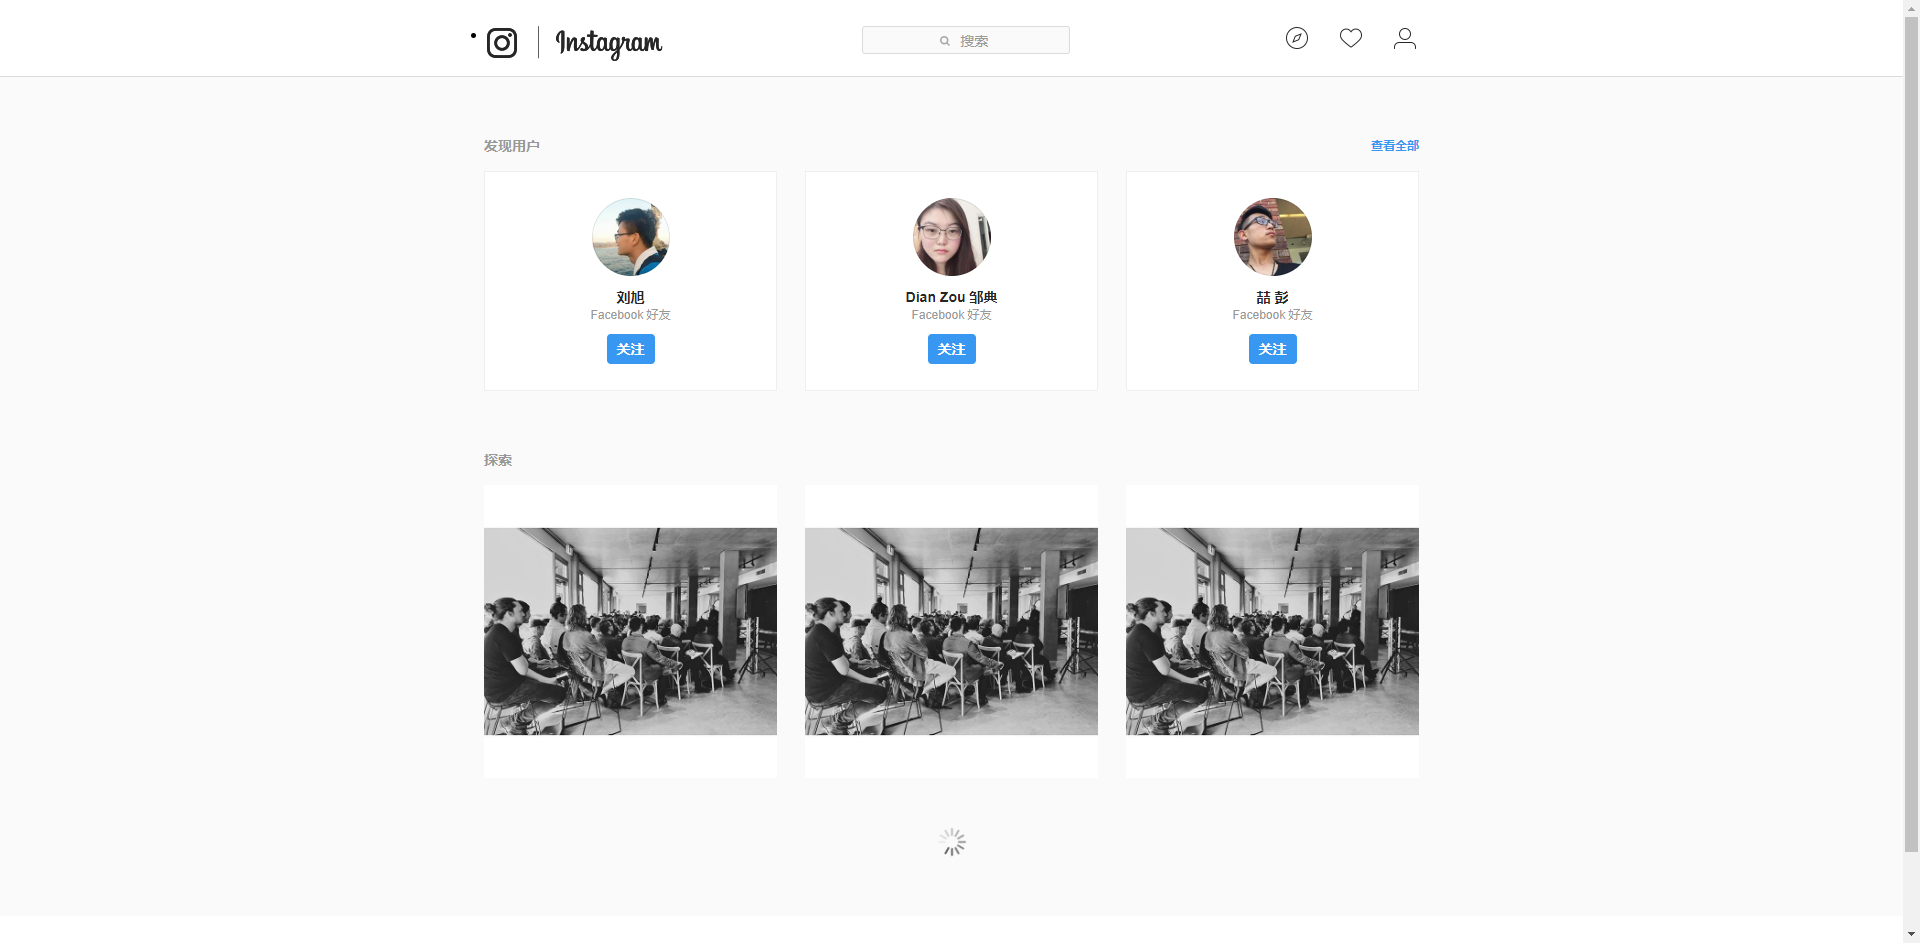 Instagram
搜索
发现用户
查看全部
刘旭
Facebook 好友
关注
Dian Zou 邹典
Facebook 好友
关注
喆 彭
Facebook 好友
关注
探索